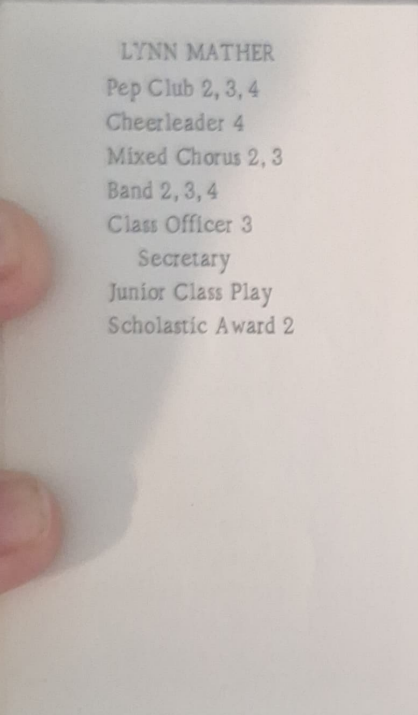 LYNN MATHER
Pep Club 2, 3, 4
Cheerleader 4
Mixed Chorus 2, 3
Band 2, 3, 4
Class Officer 3
Secretary
Junior Class Play
Scholastic Award 2